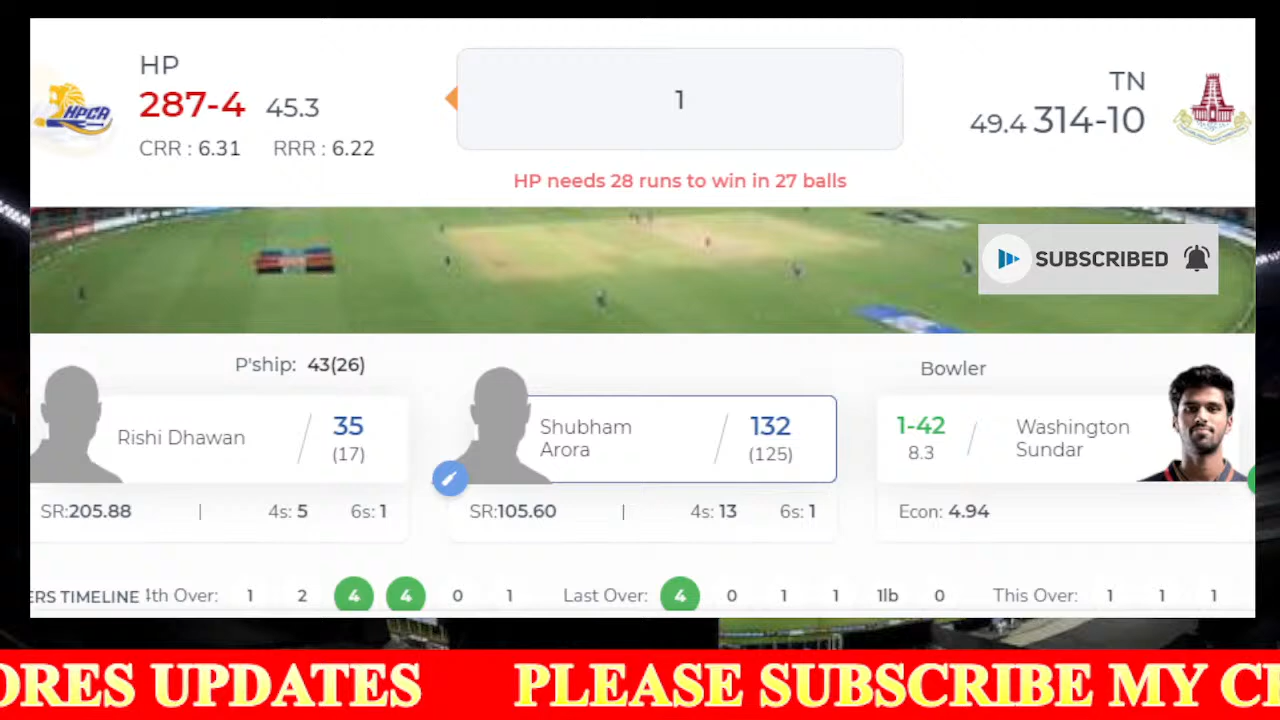 HP
287-4 45.3
CRR : 6.31 RRR : 6.22
HPCA
1
HP needs 28 runs to win in 27 balls
TN
49.4 314-10
SUBSCRIBED
P'ship: 43(26)
Rishi Dhawan
35
(17)
SR:205.88 | 4s: 5 6s: 1
Shubham
Arora
132
(125)
SR:105.60 | 4s: 13 6s: 1
Bowler
1-42
8.3
Washington
Sundar
Econ: 4.94
ERS TIMELINE 4th Over: 1 2 4 4 0 1 Last Over: 4 0 1 1 1lb 0 This Over: 1 1 1
ORES UPDATES PLEASE SUBSCRIBE MY CH